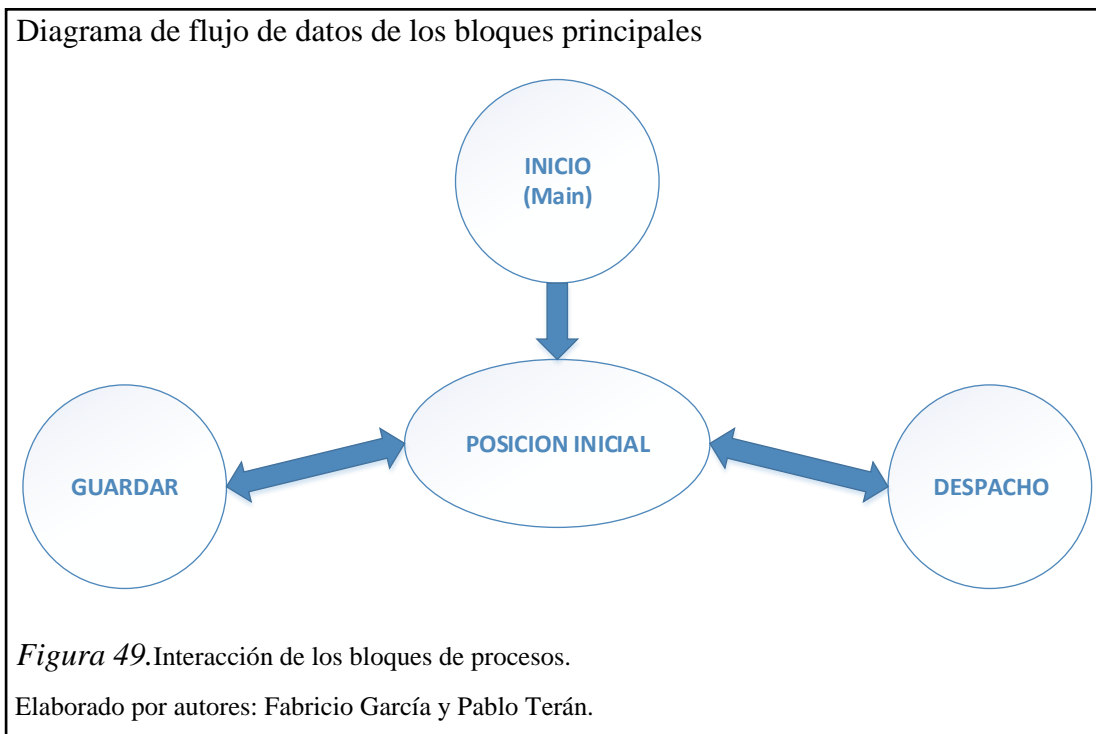 Diagrama de flujo de datos de los bloques principales
INICIO
(Main)
POSICION INICIAL
GUARDAR
DESPACHO
Figura 49.Interacción de los bloques de procesos.
Elaborado por autores: Fabricio García y Pablo Terán.